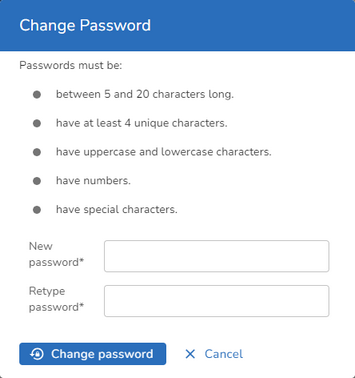 Change Password
Passwords must be:
between 5 and 20 characters long.
have at least 4 unique characters.
have uppercase and lowercase characters.
have numbers.
have special characters.
New
password*
Retype
password*
Change password
Cancel